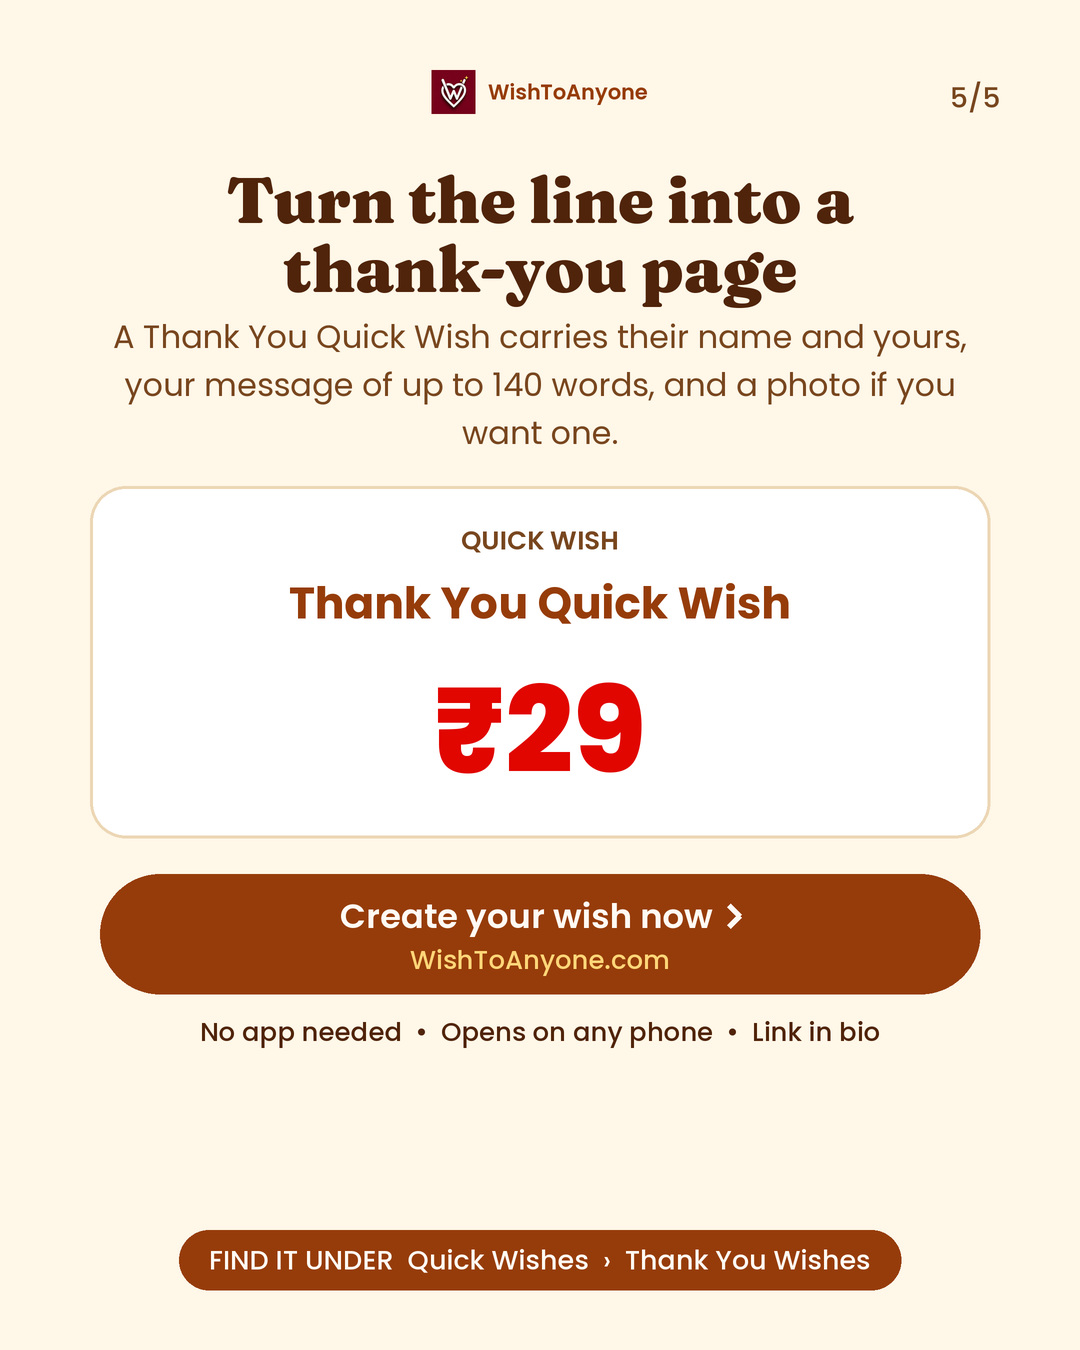 WishToAnyone
5/5
Turn the line into a
thank-you page
A Thank You Quick Wish carries their name and yours,
your message of up to 140 words, and a photo if you
want one.
QUICK WISH
Thank You Quick Wish
₹29
Create your wish now ›
WishToAnyone.com
No app needed • Opens on any phone • Link in bio
FIND IT UNDER Quick Wishes › Thank You Wishes